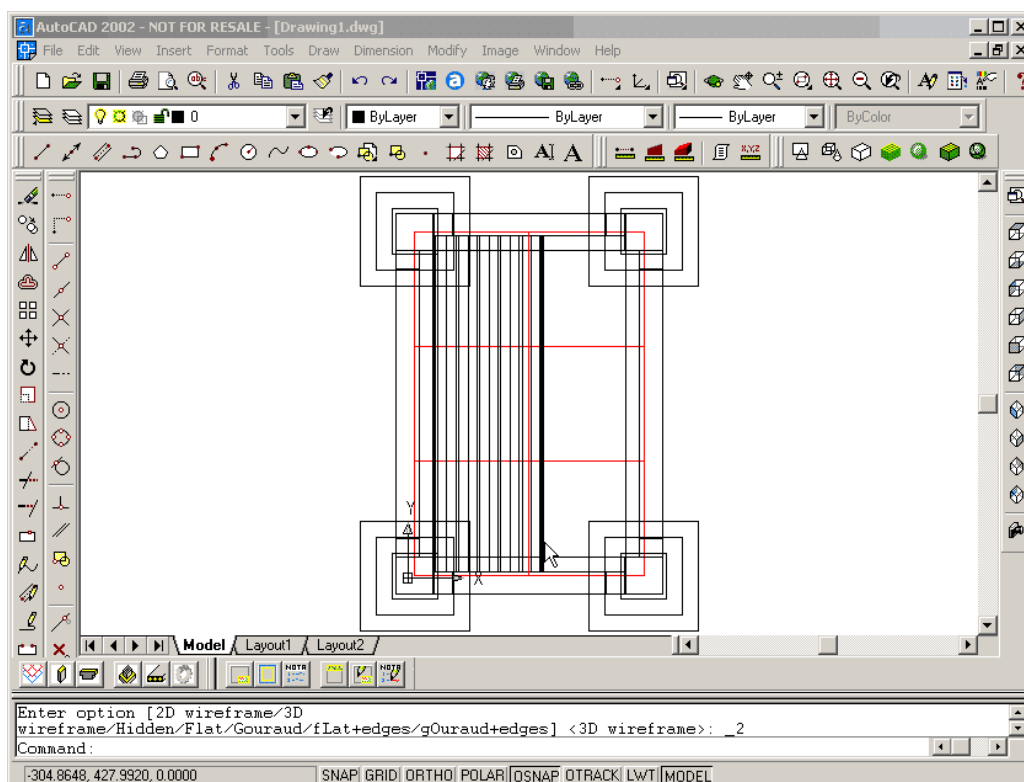 AutoCAD 2002 - NOT FOR RESALE - [Drawing1.dwg]
File Edit View Insert Format Tools Draw Dimension Modify Image Window Help
0 ByLayer ByLayer ByLayer ByColor
A A X,Y,Z
Y
X
Model Layout1 Layout2
NOTA NOTA
Enter option [2D wireframe/3D
wireframe/Hidden/Flat/Gouraud/fLat+edges/gOuraud+edges] <3D wireframe>: _2
Command:
-304.8648, 427.9920, 0.0000 SNAP GRID ORTHO POLAR OSNAP OTRACK LWT MODEL